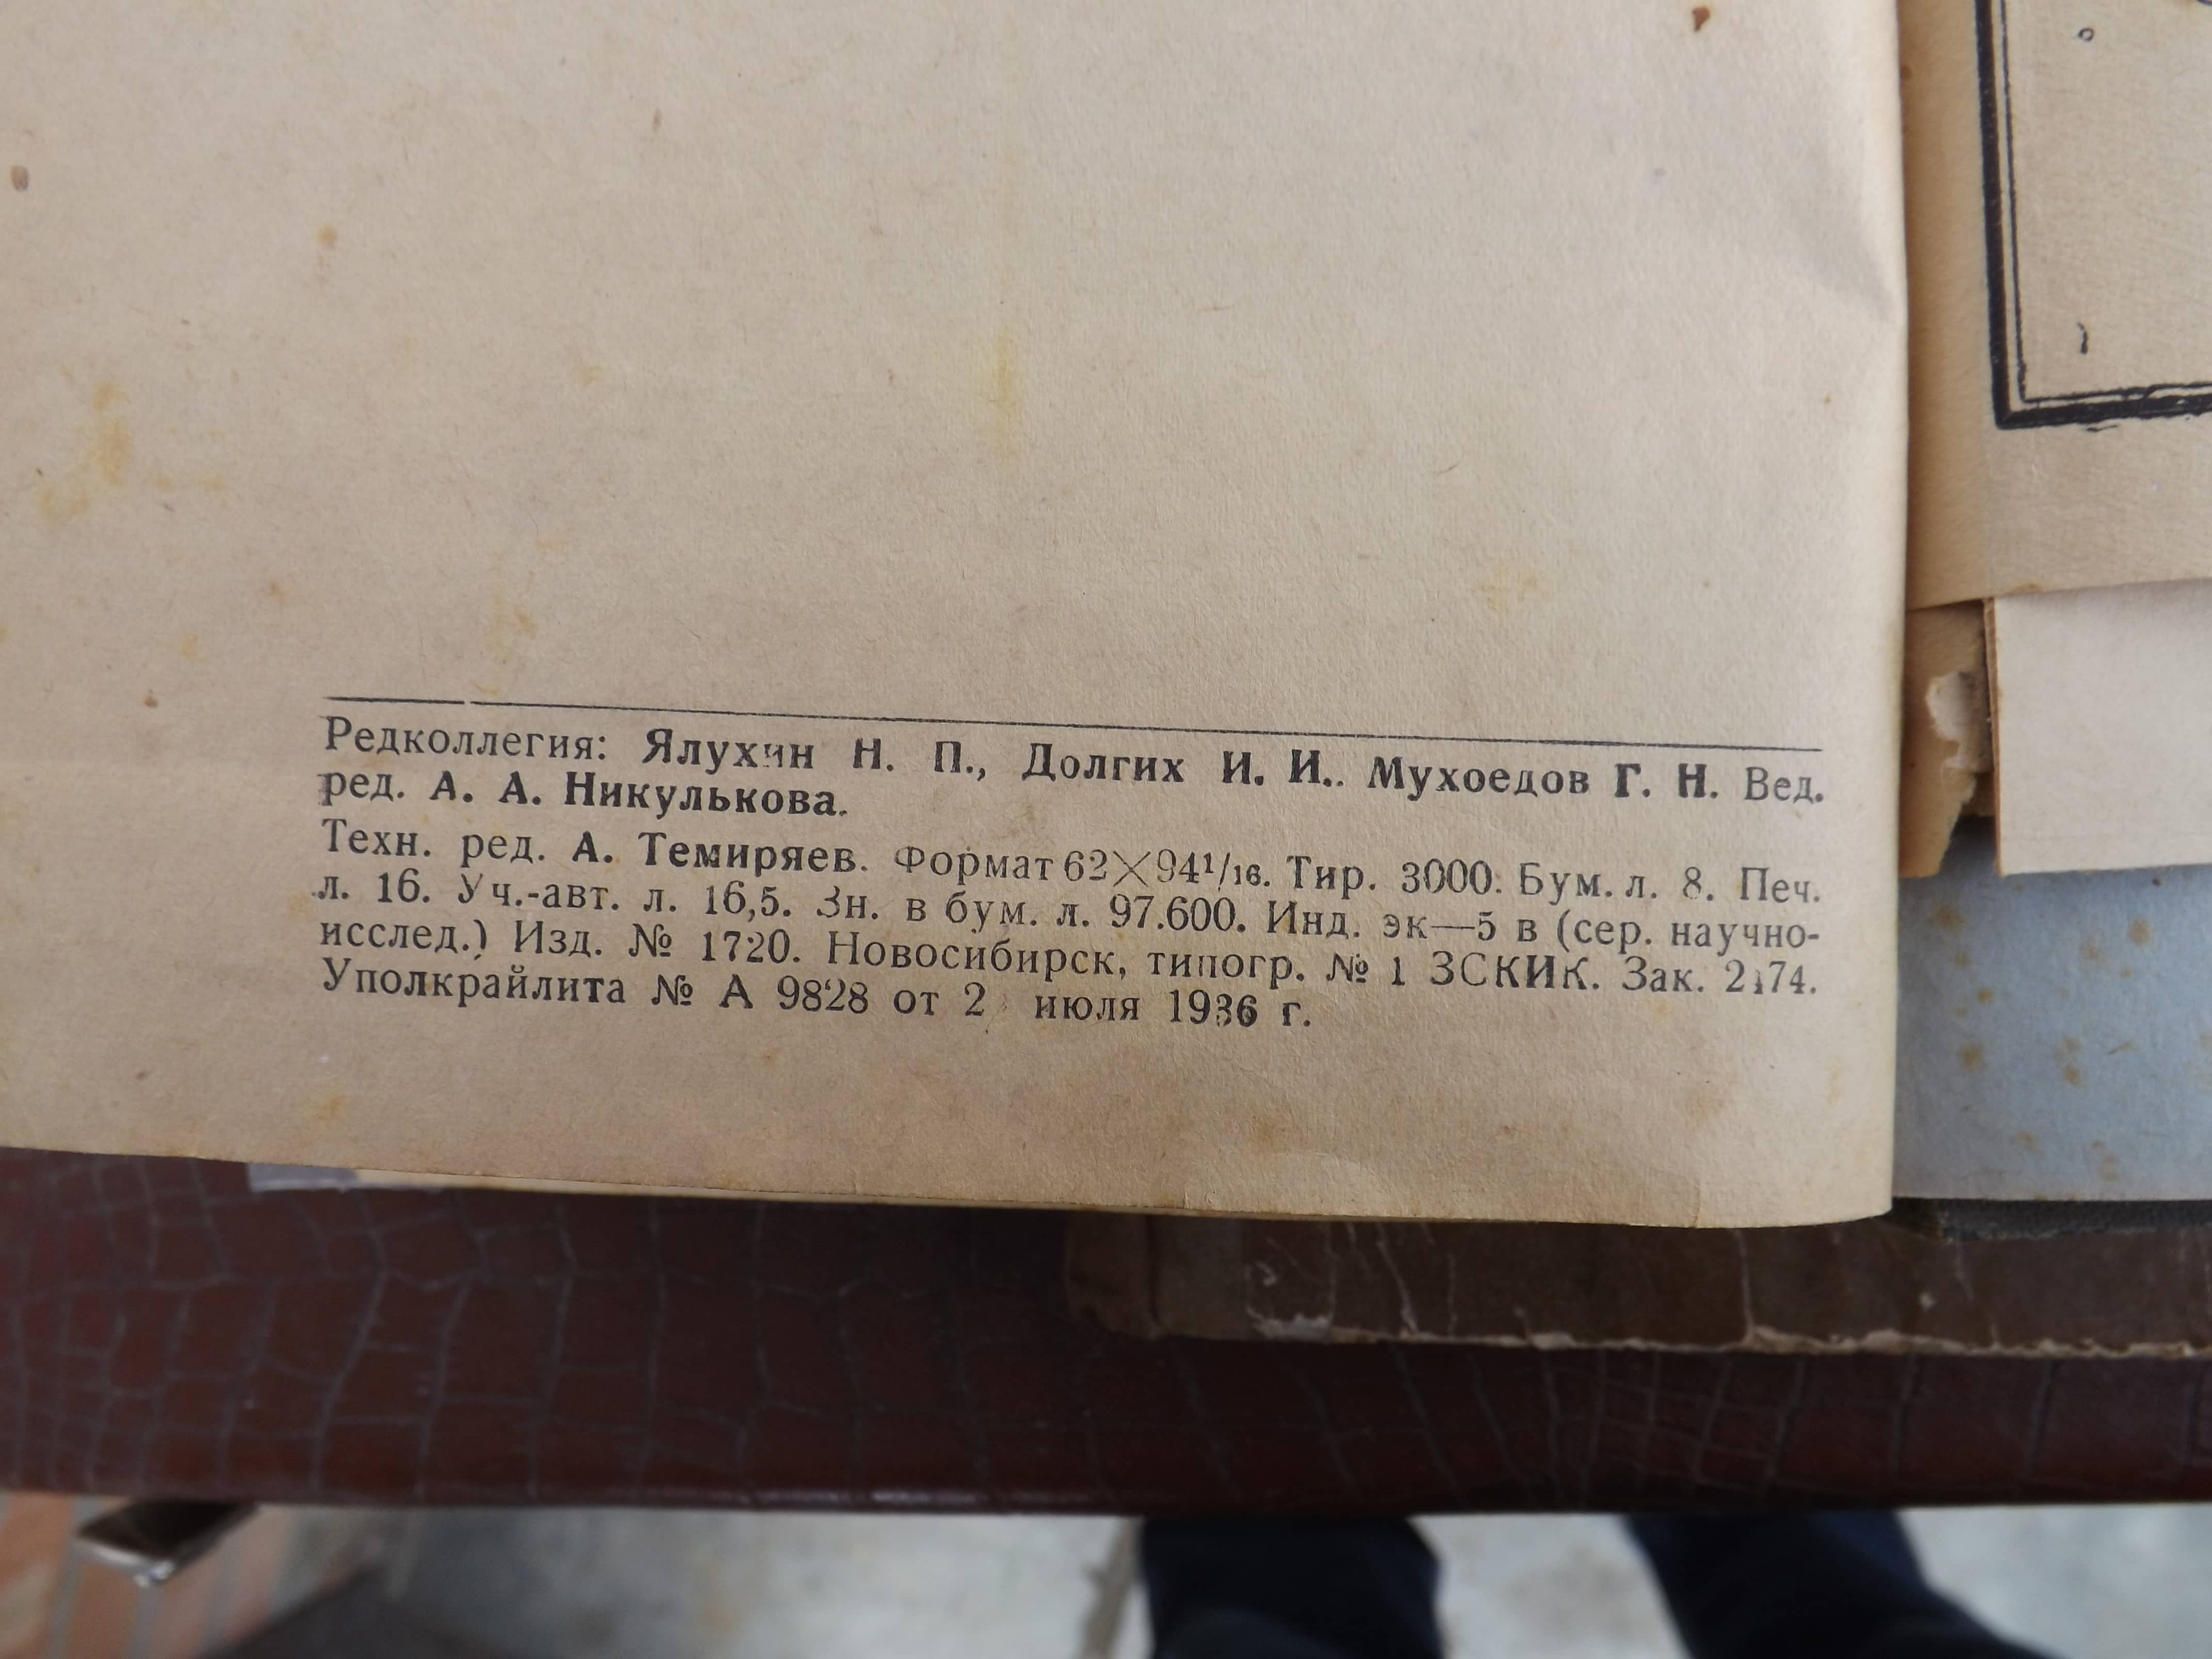 Редколлегия: Ялухин Н. П., Долгих И. И.. Мухоедов Г. Н. Вед.
ред. А. А. Никулькова.
Техн. ред. А. Темиряев. Формат 62×94¹/₁₆. Тир. 3000. Бум. л. 8. Печ.
л. 16. Уч.-авт. л. 16,5. Зн. в бум. л. 97.600. Инд. эк—5 в (сер. научно-
исслед.) Изд. № 1720. Новосибирск, типогр. № 1 ЗСКИК. Зак. 2174.
Уполкрайлита № А 9828 от 2 июля 1936 г.